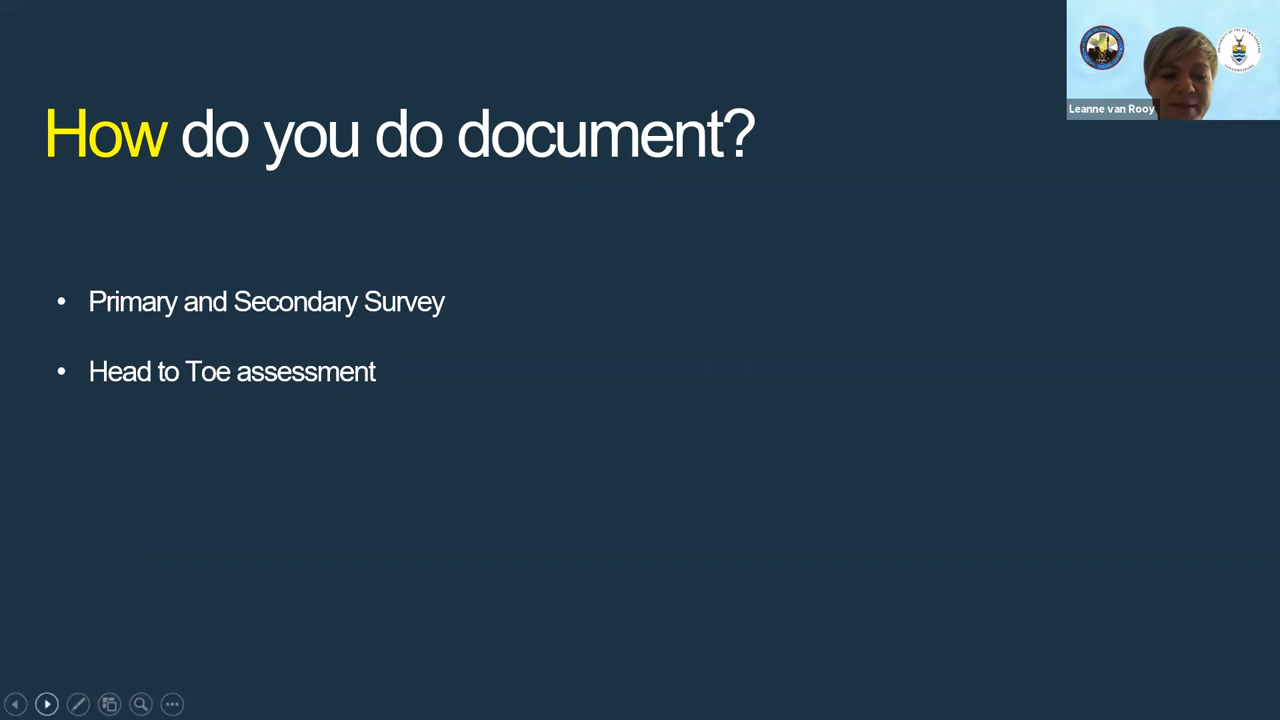 How do you do document?
Leanne van Rooy
• Primary and Secondary Survey
• Head to Toe assessment